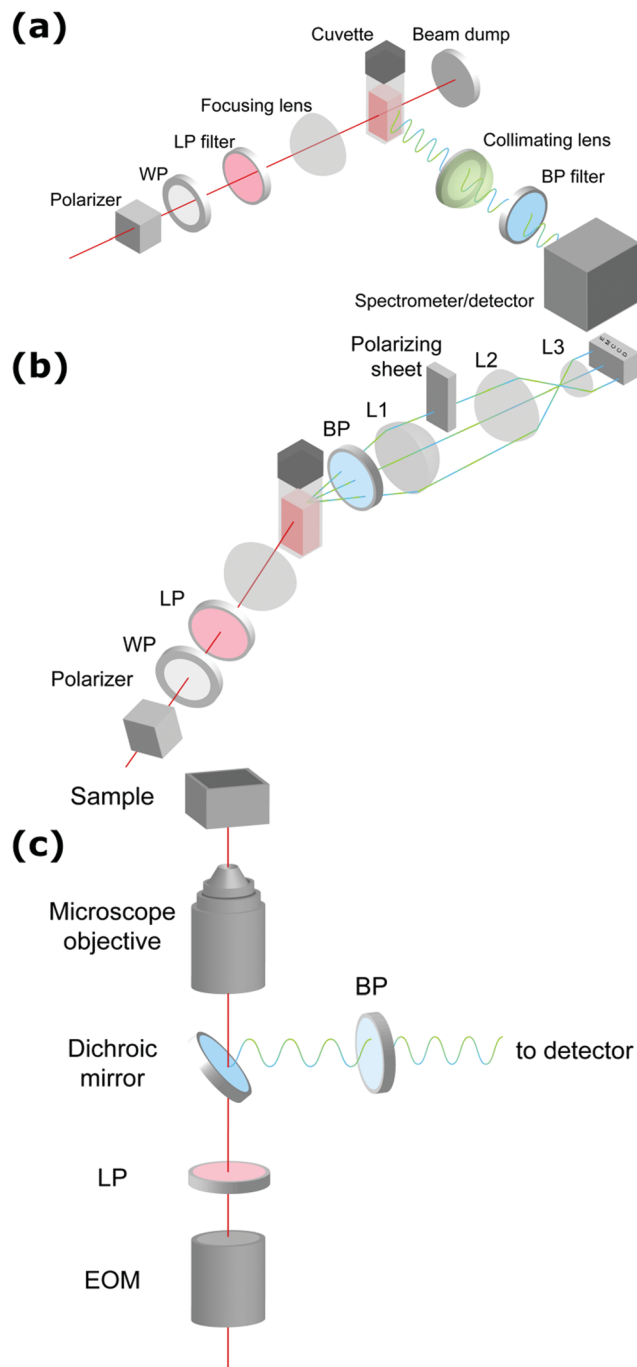 (a)
Cuvette
Beam dump
Focusing lens
LP filter
WP
Polarizer
Collimating lens
BP filter
Spectrometer/detector
(b)
Polarizing
sheet
L2
L3
EMCCD
L1
BP
LP
WP
Polarizer
Sample
(c)
Microscope
objective
BP
Dichroic
mirror
to detector
LP
EOM